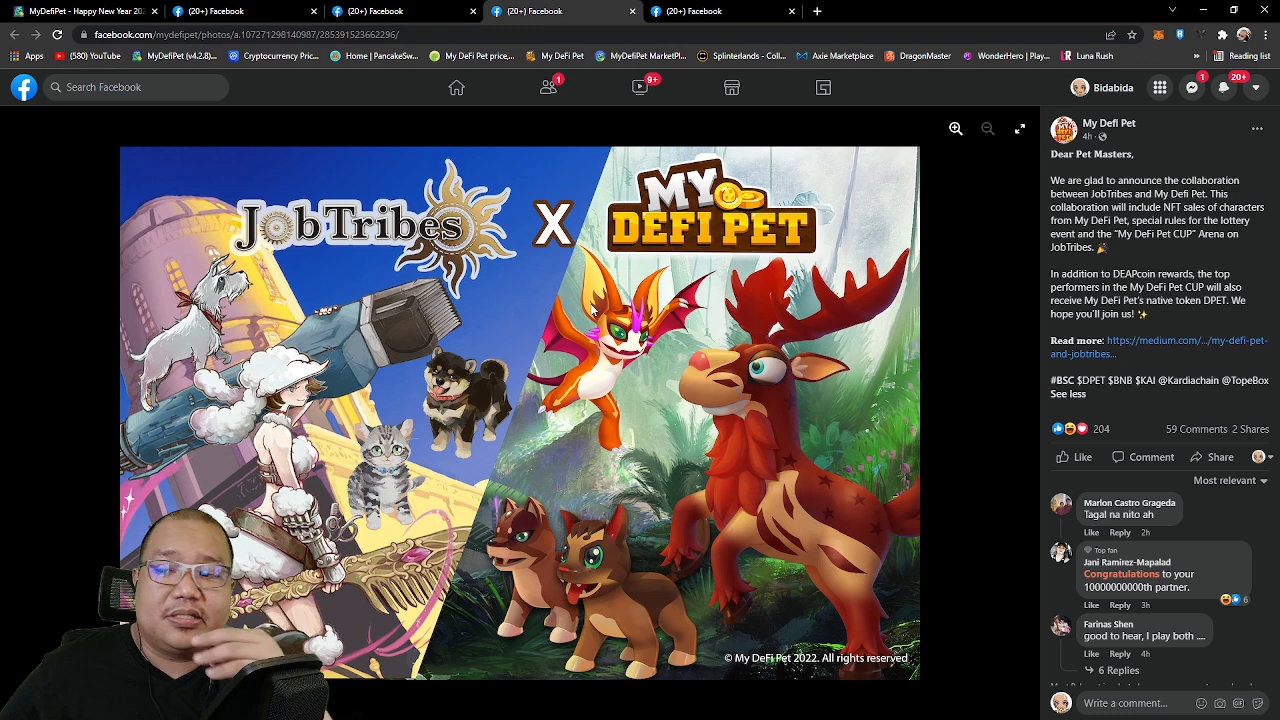 MyDefiPet - Happy New Year 202
(20+) Facebook
(20+) Facebook
(20+) Facebook
(20+) Facebook
facebook.com/mydefipet/photos/a.107271298140987/285391523662296/
Apps
(580) YouTube
MyDefiPet (v4.2.8)...
Cryptocurrency Pric...
Home | PancakeSw...
My DeFi Pet price,...
My DeFi Pet
MyDefiPet MarketPl...
Splinterlands - Coll...
Axie Marketplace
DragonMaster
WonderHero | Play...
Luna Rush
»
Reading list
Search Facebook
1
9+
Bidabida
1
20+
JobTribes
X
MY
DEFI PET
© My DeFi Pet 2022. All rights reserved
My Defi Pet
4h ·
Dear Pet Masters,
We are glad to announce the collaboration
between JobTribes and My Defi Pet. This
collaboration will include NFT sales of characters
from My DeFi Pet, special rules for the lottery
event and the "My DeFi Pet CUP" Arena on
JobTribes. 🎉
In addition to DEAPcoin rewards, the top
performers in the My DeFi Pet CUP will also
receive My DeFi Pet's native token DPET. We
hope you'll join us! ✨
Read more: https://medium.com/.../my-defi-pet-
and-jobtribes...
#BSC $DPET $BNB $KAI @Kardiachain @TopeBox
See less
204
59 Comments 2 Shares
Like
Comment
Share
Most relevant
Marlon Castro Grageda
Tagal na nito ah
Like Reply 2h
Top fan
Jani Ramirez-Mapalad
Congratulations to your
10000000000th partner.
6
Like Reply 3h
Farinas Shen
good to hear, I play both ....
Like Reply 4h
6 Replies
Write a comment...